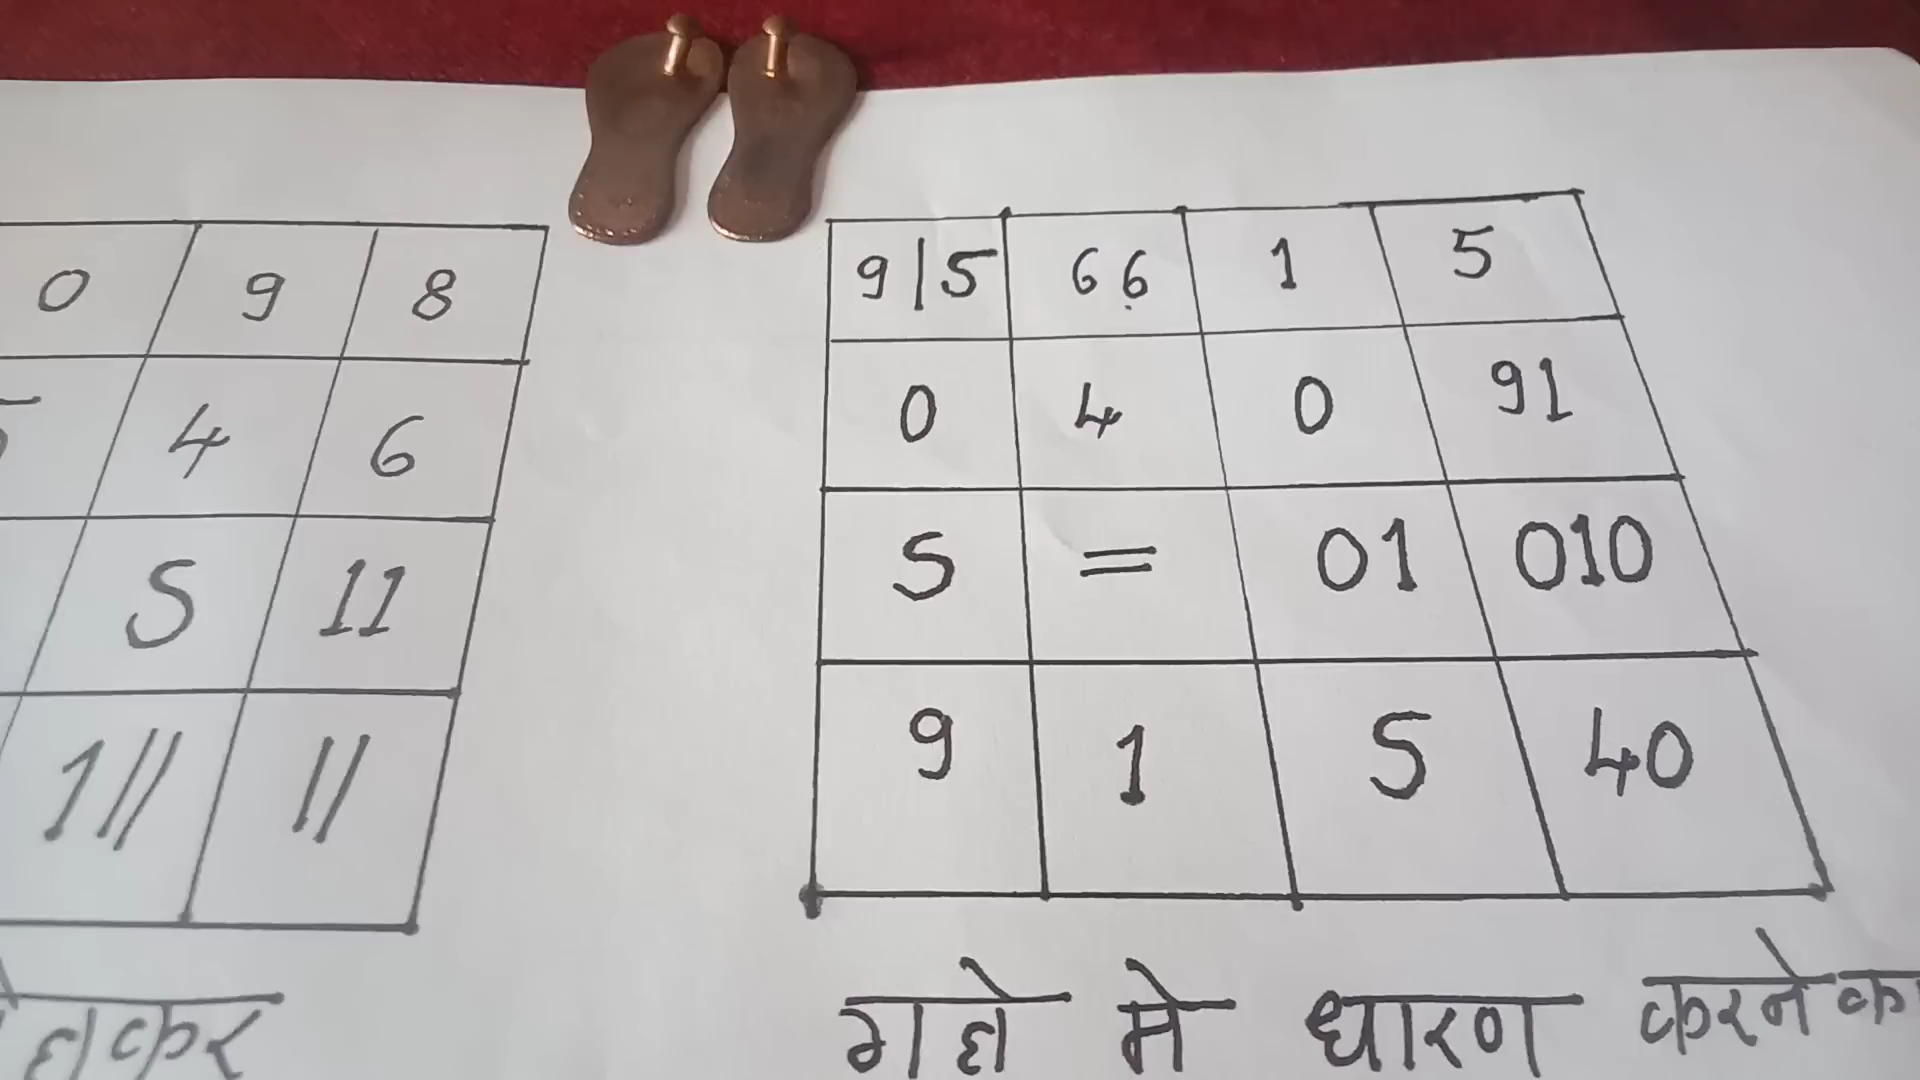 0 9 8
4 6
5 11
1// //
9|5 66 1 5
0 4 0 91
5 = 01 010
9 1 5 40
होकर
गले मे धारण करने का